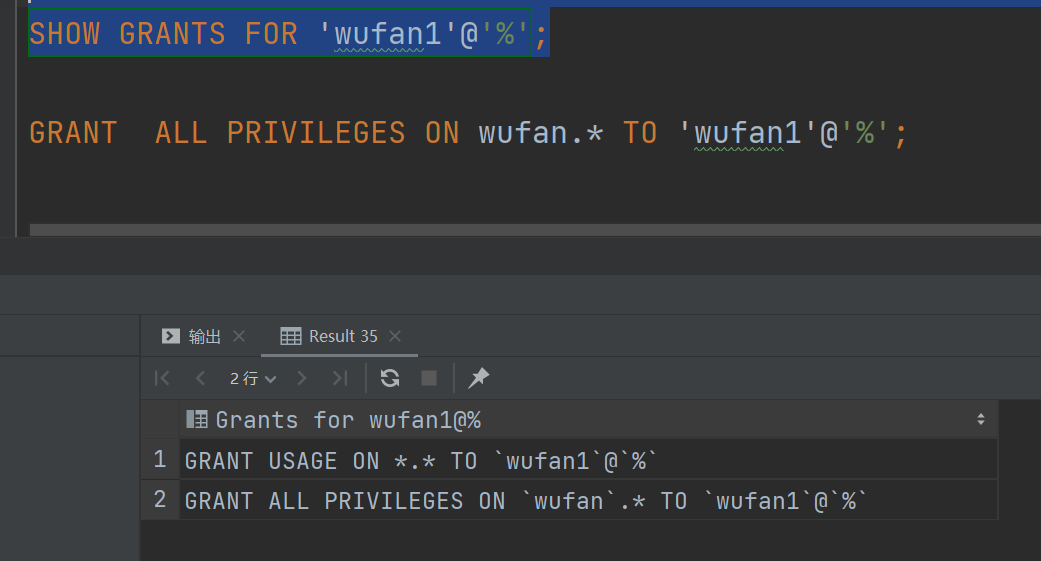 SHOW GRANTS FOR 'wufan1'@'%';
GRANT  ALL PRIVILEGES ON wufan.* TO 'wufan1'@'%';
输出 Result 35
2 行
Grants for wufan1@%
1 GRANT USAGE ON *.* TO `wufan1`@`%`
2 GRANT ALL PRIVILEGES ON `wufan`.* TO `wufan1`@`%`